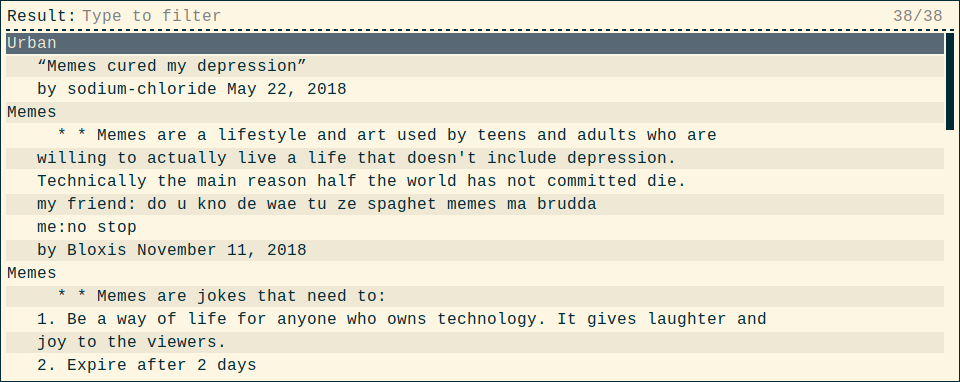 Result: Type to filter 38/38
Urban
“Memes cured my depression”
by sodium-chloride May 22, 2018
Memes
* * Memes are a lifestyle and art used by teens and adults who are
willing to actually live a life that doesn't include depression.
Technically the main reason half the world has not committed die.
my friend: do u kno de wae tu ze spaghet memes ma brudda
me:no stop
by Bloxis November 11, 2018
Memes
* * Memes are jokes that need to:
1. Be a way of life for anyone who owns technology. It gives laughter and
joy to the viewers.
2. Expire after 2 days